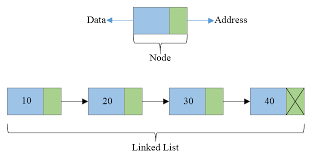 Data Address
Node
10 20 30 40
Linked List